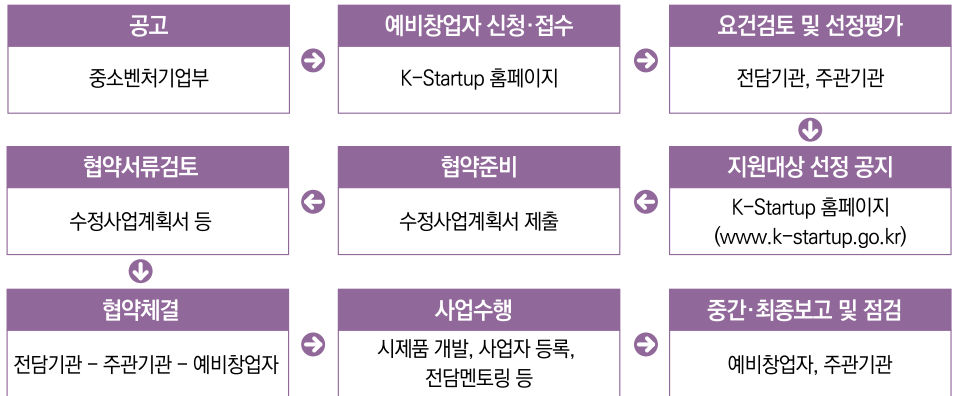 공고
중소벤처기업부
예비창업자 신청·접수
K-Startup 홈페이지
요건검토 및 선정평가
전담기관, 주관기관
지원대상 선정 공지
K-Startup 홈페이지
(www.k-startup.go.kr)
협약준비
수정사업계획서 제출
협약서류검토
수정사업계획서 등
협약체결
전담기관 - 주관기관 - 예비창업자
사업수행
시제품 개발, 사업자 등록,
전담멘토링 등
중간·최종보고 및 점검
예비창업자, 주관기관